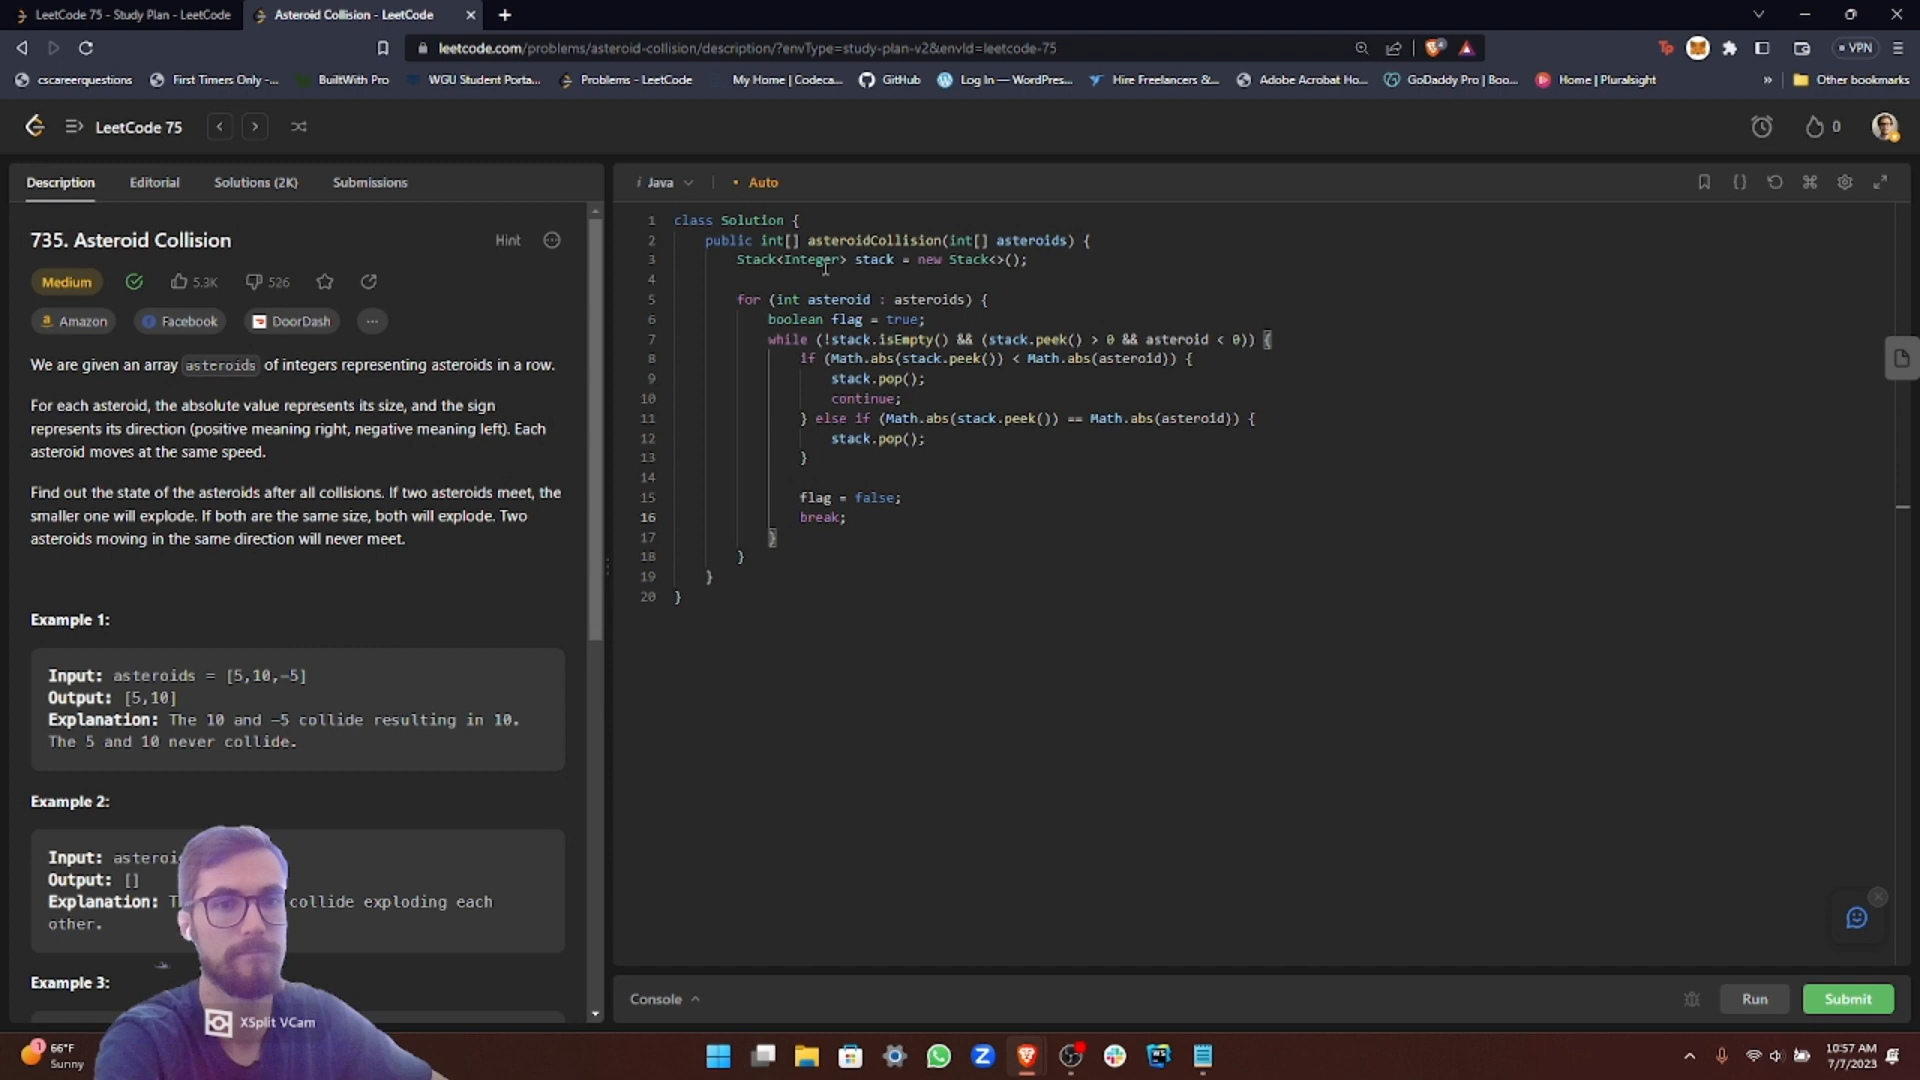 LeetCode 75 - Study Plan - LeetCode
Asteroid Collision - LeetCode
leetcode.com/problems/asteroid-collision/description/?envType=study-plan-v2&envId=leetcode-75
VPN
cscareerquestions
First Timers Only -...
BuiltWith Pro
WGU Student Porta...
Problems - LeetCode
My Home | Codeca...
GitHub
Log In — WordPres...
Hire Freelancers &...
Adobe Acrobat Ho...
GoDaddy Pro | Boo...
Home | Pluralsight
» Other bookmarks
LeetCode 75
0
Description Editorial Solutions (2K) Submissions
735. Asteroid Collision
Hint
Medium 5.3K 526
Amazon Facebook DoorDash ...
We are given an array asteroids of integers representing asteroids in a row.
For each asteroid, the absolute value represents its size, and the sign
represents its direction (positive meaning right, negative meaning left). Each
asteroid moves at the same speed.
Find out the state of the asteroids after all collisions. If two asteroids meet, the
smaller one will explode. If both are the same size, both will explode. Two
asteroids moving in the same direction will never meet.
Example 1:
Input: asteroids = [5,10,-5]
Output: [5,10]
Explanation: The 10 and -5 collide resulting in 10.
The 5 and 10 never collide.
Example 2:
Input: asteroi
Output: []
Explanation: T collide exploding each
other.
Example 3:
XSplit VCam
i Java • Auto
1 class Solution {
2 public int[] asteroidCollision(int[] asteroids) {
3 Stack<Integer> stack = new Stack<>();
4
5 for (int asteroid : asteroids) {
6 boolean flag = true;
7 while (!stack.isEmpty() && (stack.peek() > 0 && asteroid < 0)) {
8 if (Math.abs(stack.peek()) < Math.abs(asteroid)) {
9 stack.pop();
10 continue;
11 } else if (Math.abs(stack.peek()) == Math.abs(asteroid)) {
12 stack.pop();
13 }
14
15 flag = false;
16 break;
17 }
18 }
19 }
20 }
Console
Run
Submit
1
66°F
Sunny
10:57 AM
7/7/2023